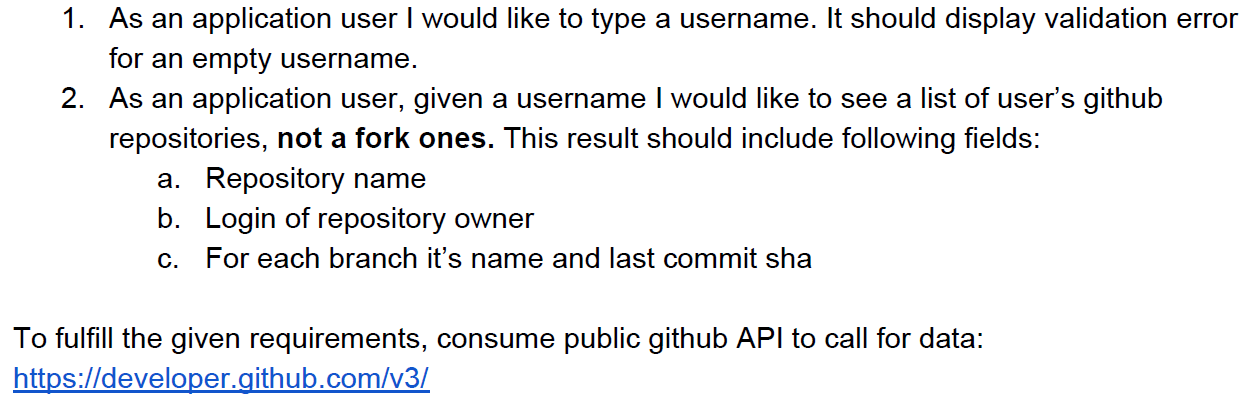 1. As an application user I would like to type a username. It should display validation error
for an empty username.
2. As an application user, given a username I would like to see a list of user’s github
repositories, not a fork ones. This result should include following fields:
a. Repository name
b. Login of repository owner
c. For each branch it’s name and last commit sha
To fulfill the given requirements, consume public github API to call for data:
https://developer.github.com/v3/